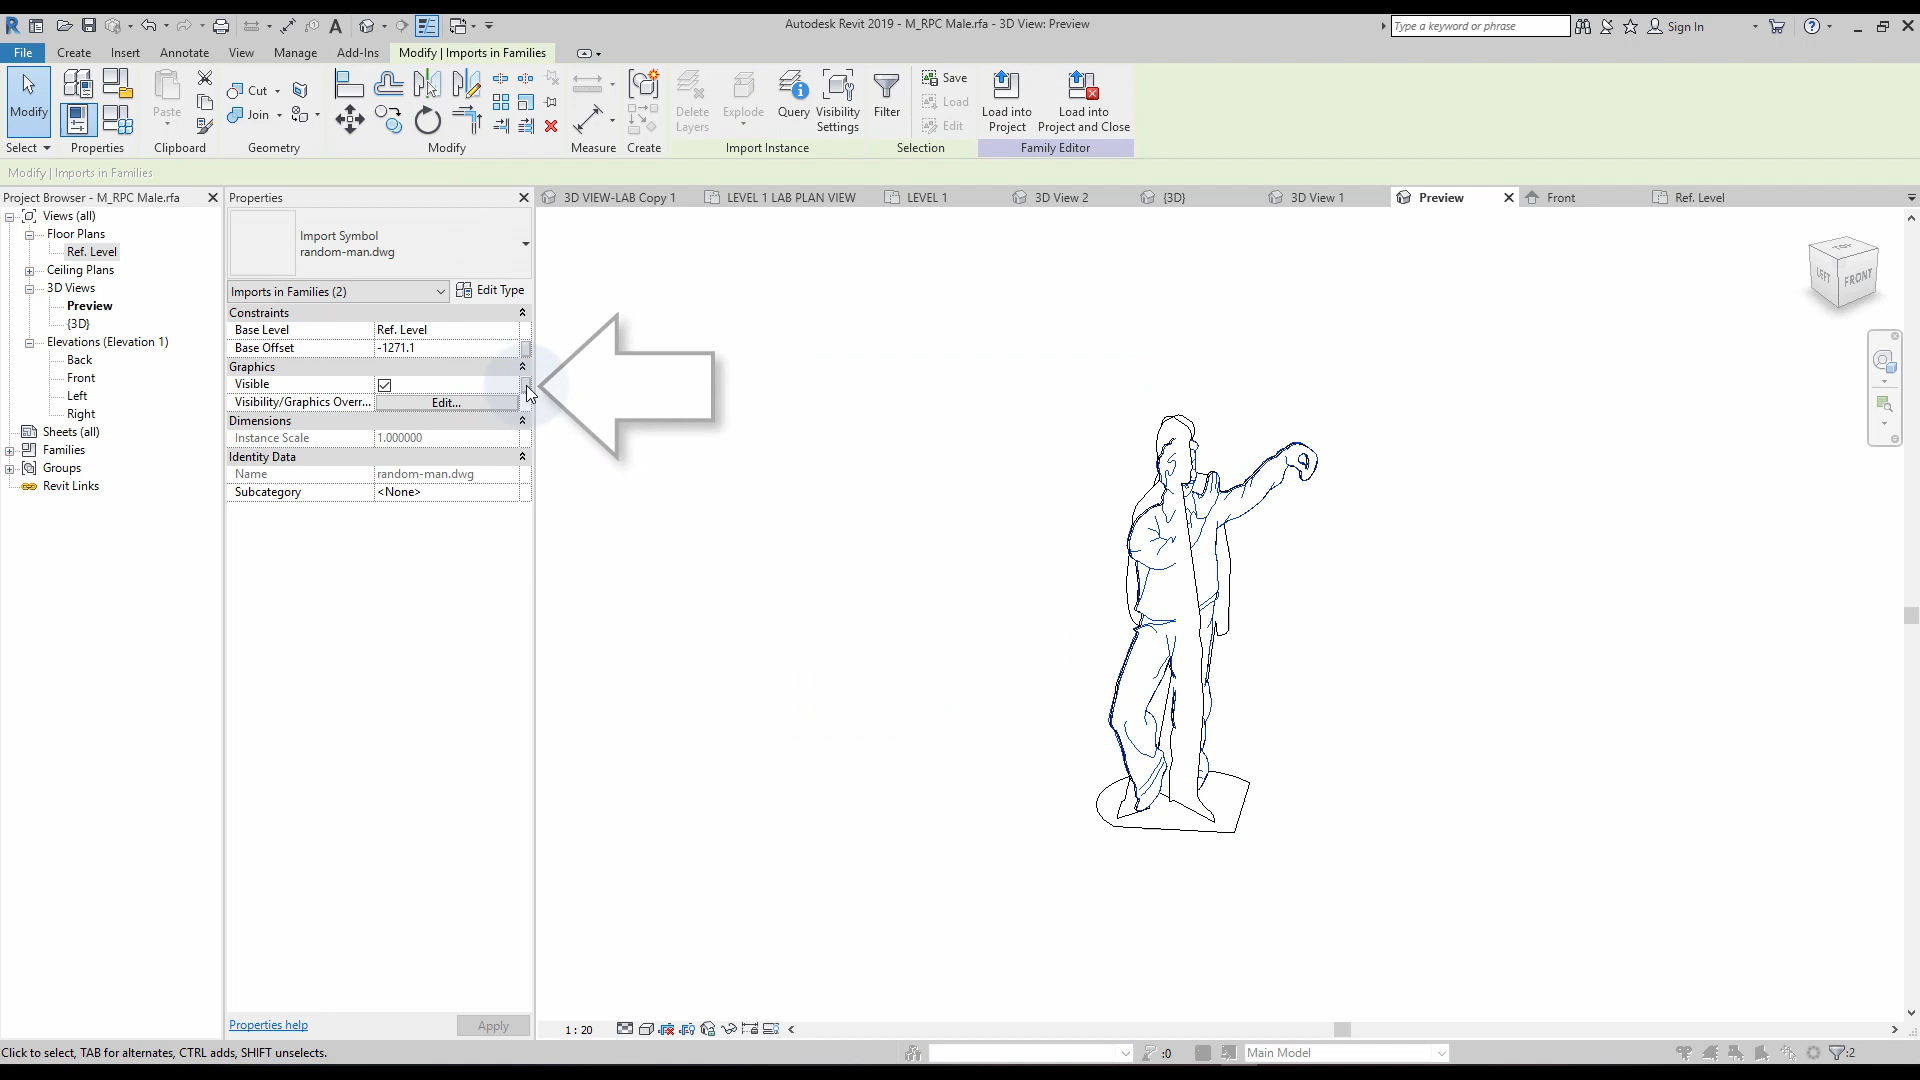 Autodesk Revit 2019 - M_RPC Male.rfa - 3D View: Preview
Type a keyword or phrase
Sign In
File Create Insert Annotate View Manage Add-Ins Modify | Imports in Families
Modify
Select
Properties
Paste
Clipboard
Cut
Join
Geometry
Modify
Measure
Create
Delete Layers
Explode
Query
Visibility Settings
Import Instance
Filter
Save
Load
Edit
Selection
Load into Project
Load into Project and Close
Family Editor
Modify | Imports in Families
Project Browser - M_RPC Male.rfa
Views (all)
Floor Plans
Ref. Level
Ceiling Plans
3D Views
Preview
{3D}
Elevations (Elevation 1)
Back
Front
Left
Right
Sheets (all)
Families
Groups
Revit Links
Properties
Import Symbol
random-man.dwg
Imports in Families (2)
Edit Type
Constraints
Base Level Ref. Level
Base Offset -1271.1
Graphics
Visible
Visibility/Graphics Overr... Edit...
Dimensions
Instance Scale 1.000000
Identity Data
Name random-man.dwg
Subcategory <None>
Properties help
Apply
3D VIEW-LAB Copy 1 LEVEL 1 LAB PLAN VIEW LEVEL 1 3D View 2 {3D} 3D View 1 Preview Front Ref. Level
TOP
LEFT
FRONT
1 : 20
Click to select, TAB for alternates, CTRL adds, SHIFT unselects.
:0
Main Model
:2